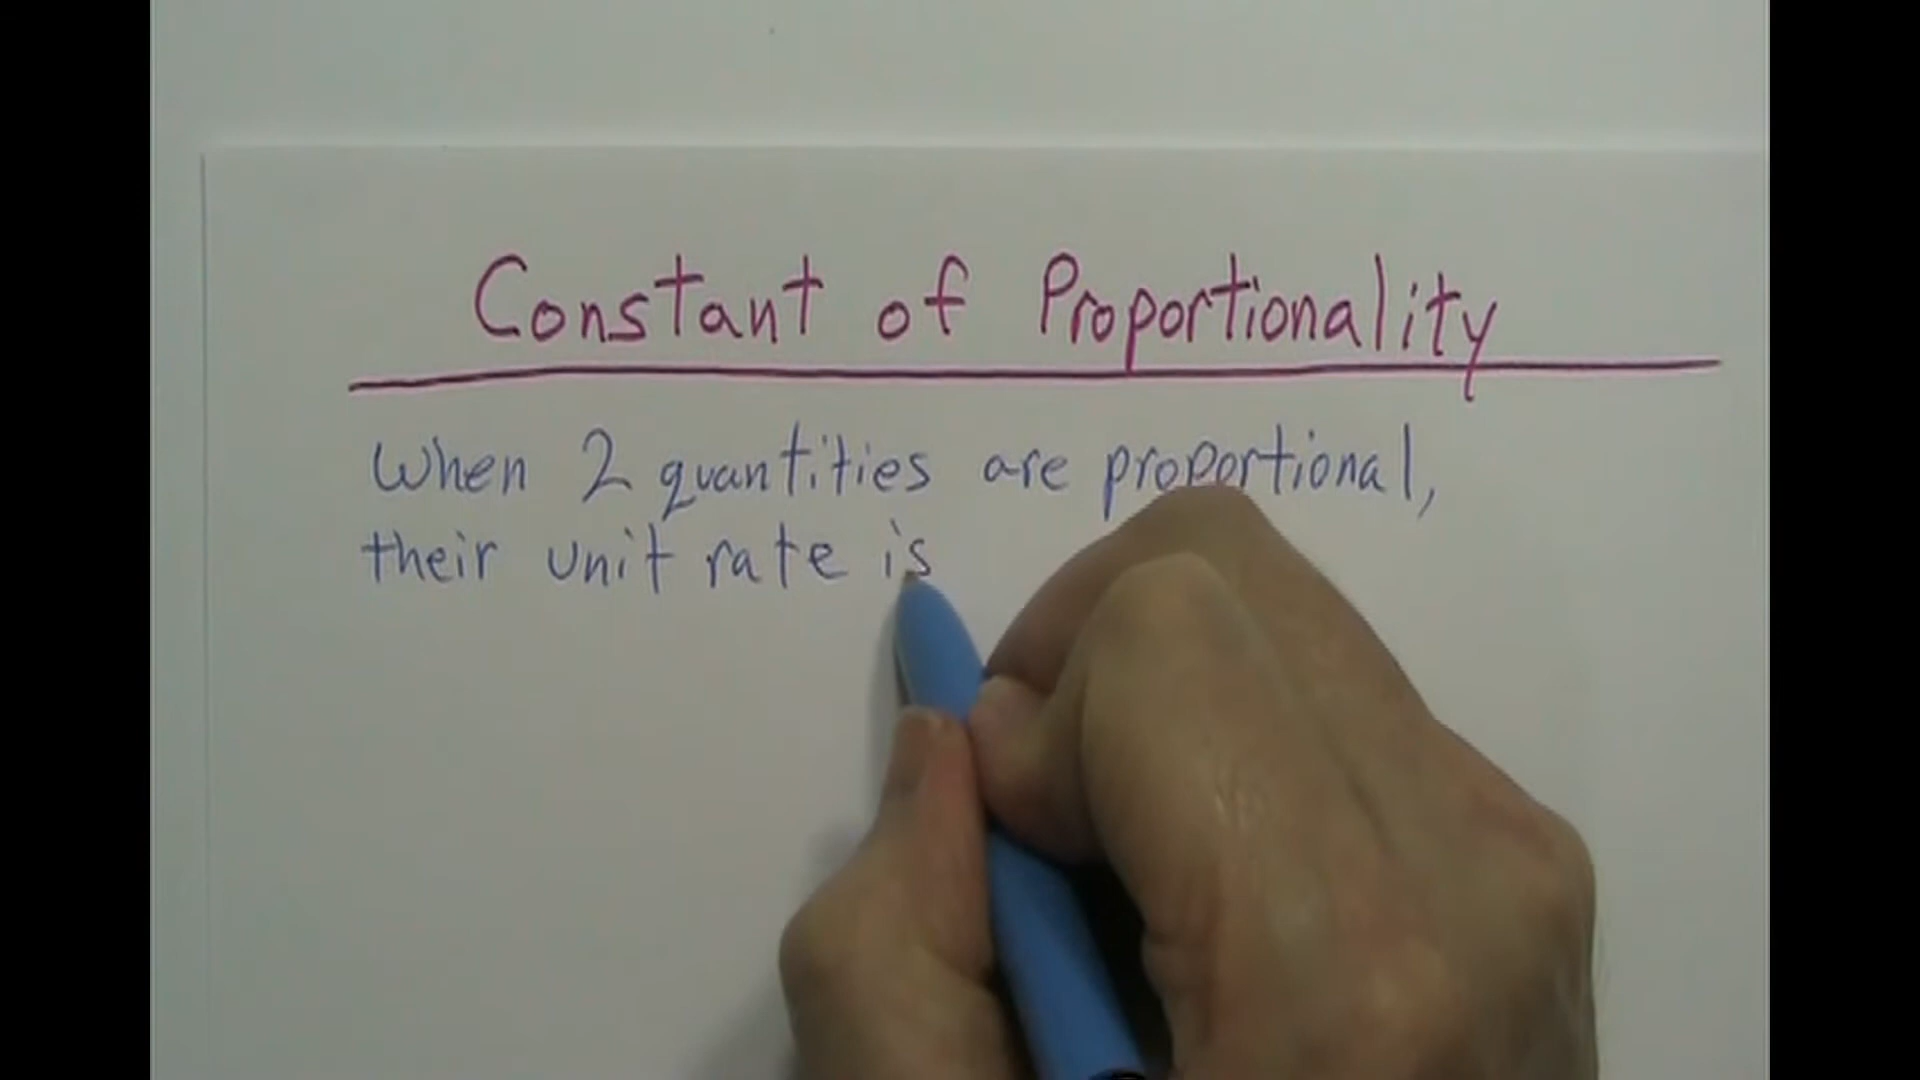 Constant of Proportionality
When 2 quantities are proportional,
their unit rate is